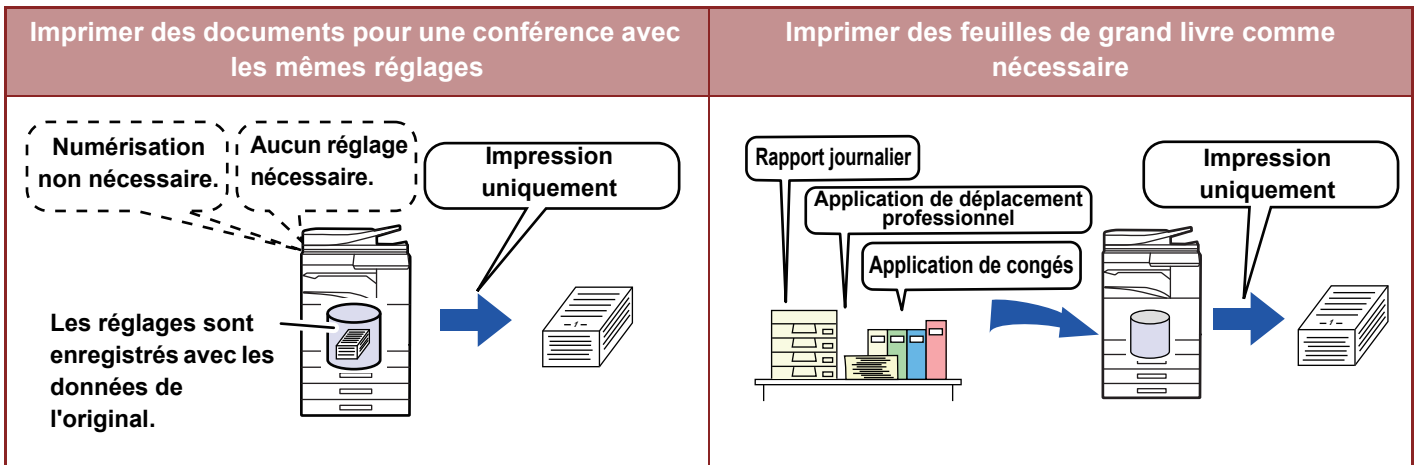 Imprimer des documents pour une conférence avec
les mêmes réglages
Imprimer des feuilles de grand livre comme
nécessaire
Numérisation
non nécessaire.
Aucun réglage
nécessaire.
Impression
uniquement
Les réglages sont
enregistrés avec les
données de
l'original.
-1-
Rapport journalier
Application de déplacement
professionnel
Application de congés
Impression
uniquement
-1-